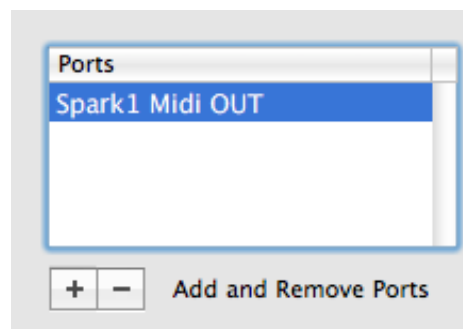 Ports
Spark1 Midi OUT
+ − Add and Remove Ports